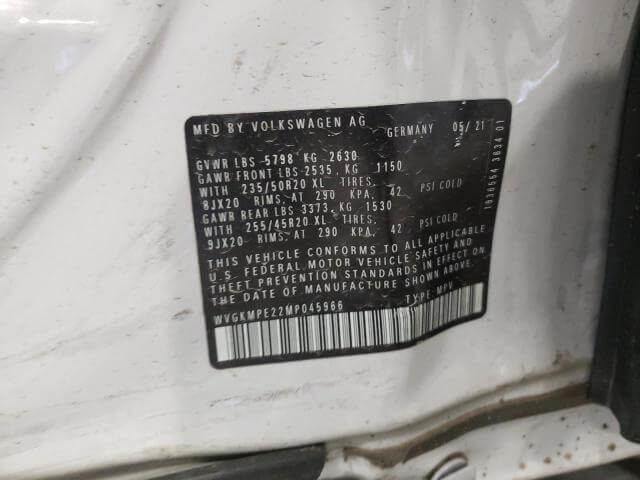 MFD BY VOLKSWAGEN AG GERMANY 05/21
GVWR LBS 5798 KG 2630
GAWR FRONT LBS 2535, KG 1150
WITH 235/50R20 XL TIRES,
8JX20 RIMS, AT 290 KPA, 42 PSI COLD
GAWR REAR LBS 3373, KG 1530
WITH 255/45R20 XL TIRES,
9JX20 RIMS, AT 290 KPA, 42 PSI COLD
THIS VEHICLE CONFORMS TO ALL APPLICABLE
U S FEDERAL MOTOR VEHICLE SAFETY AND
THEFT PREVENTION STANDARDS IN EFFECT ON
THE DATE OF MANUFACTURE SHOWN ABOVE.
WVGKMPE22MP045966 TYPE: MPV
1036554 3634 01